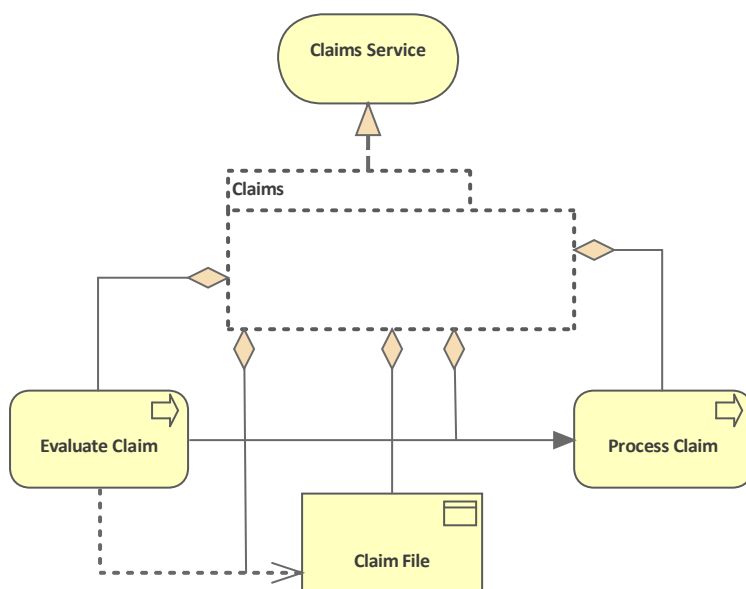 Claims Service
Claims
Evaluate Claim
Process Claim
Claim File